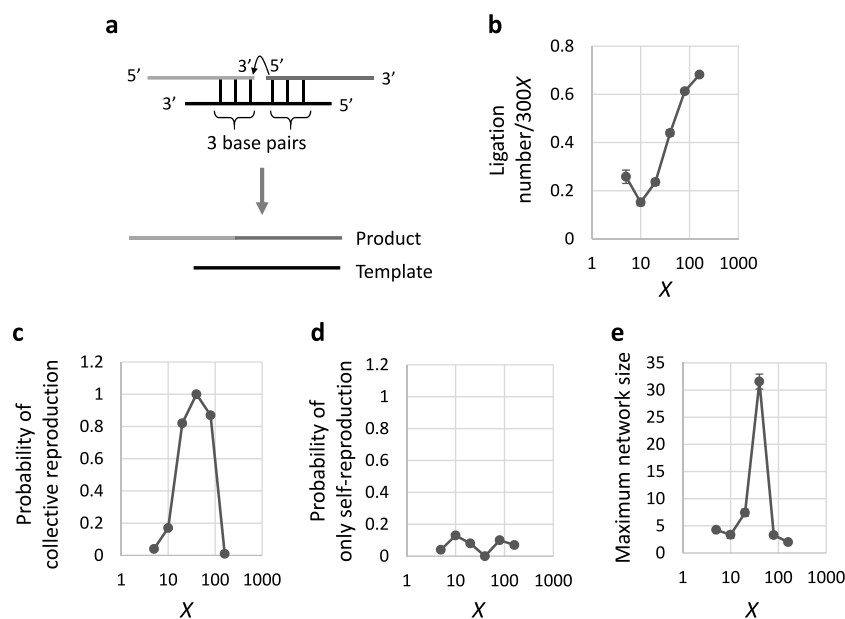 a
3’ 5’
5’ 3’
3’ 5’
3 base pairs
Product
Template
b
Ligation
number/300X
0.8
0.6
0.4
0.2
0
1 10 100 1000
X
c
Probability of
collective reproduction
1.2
1
0.8
0.6
0.4
0.2
0
1 10 100 1000
X
d
Probability of
only self-reproduction
1.2
1
0.8
0.6
0.4
0.2
0
1 10 100 1000
X
e
Maximum network size
35
30
25
20
15
10
5
0
1 10 100 1000
X